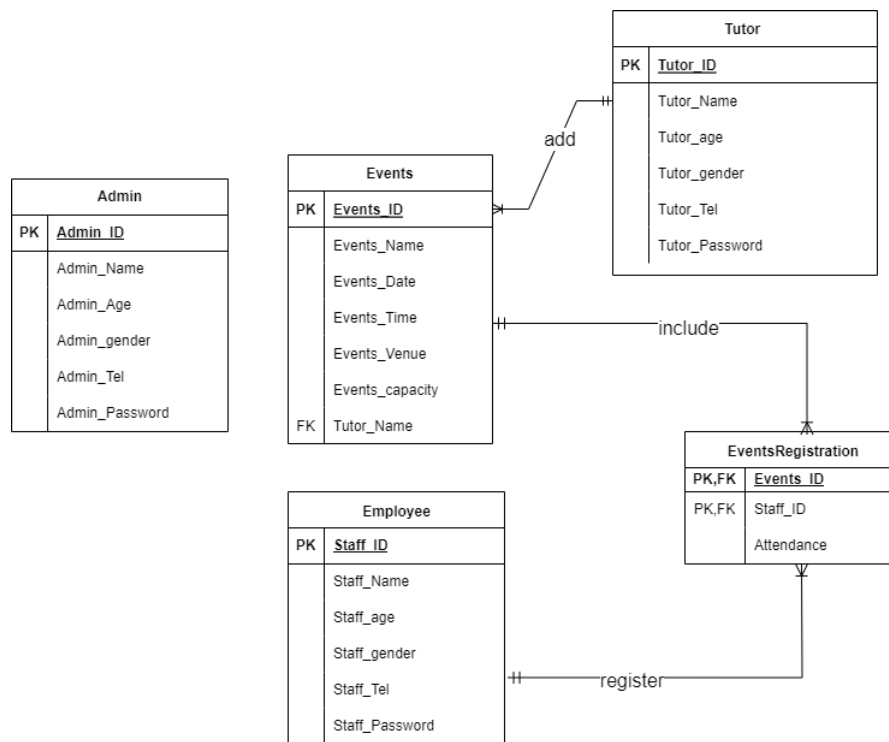 Tutor
PK Tutor_ID
Tutor_Name
Tutor_age
Tutor_gender
Tutor_Tel
Tutor_Password
add
Events
PK Events_ID
Events_Name
Events_Date
Events_Time
Events_Venue
Events_capacity
FK Tutor_Name
Admin
PK Admin_ID
Admin_Name
Admin_Age
Admin_gender
Admin_Tel
Admin_Password
include
EventsRegistration
PK,FK Events_ID
PK,FK Staff_ID
Attendance
Employee
PK Staff_ID
Staff_Name
Staff_age
Staff_gender
Staff_Tel
Staff_Password
register